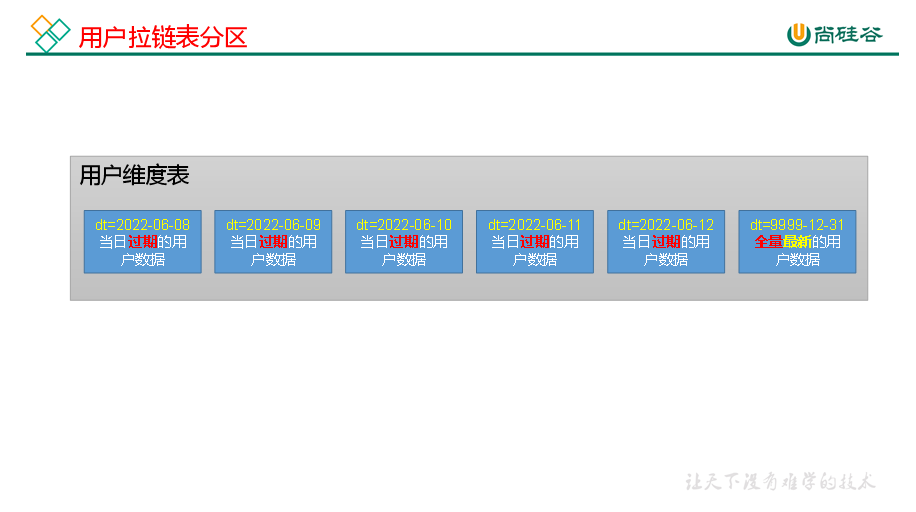 用户拉链表分区
尚硅谷
用户维度表
dt=2022-06-08
当日过期的用
户数据
dt=2022-06-09
当日过期的用
户数据
dt=2022-06-10
当日过期的用
户数据
dt=2022-06-11
当日过期的用
户数据
dt=2022-06-12
当日过期的用
户数据
dt=9999-12-31
全量最新的用
户数据
让天下没有难学的技术